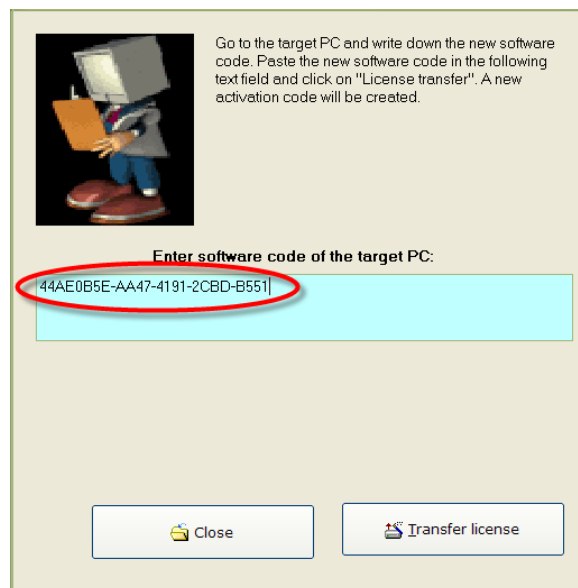 Go to the target PC and write down the new software
code. Paste the new software code in the following
text field and click on "License transfer". A new
activation code will be created.
Enter software code of the target PC:
44AE0B5E-AA47-4191-2CBD-B551
Close
Transfer license